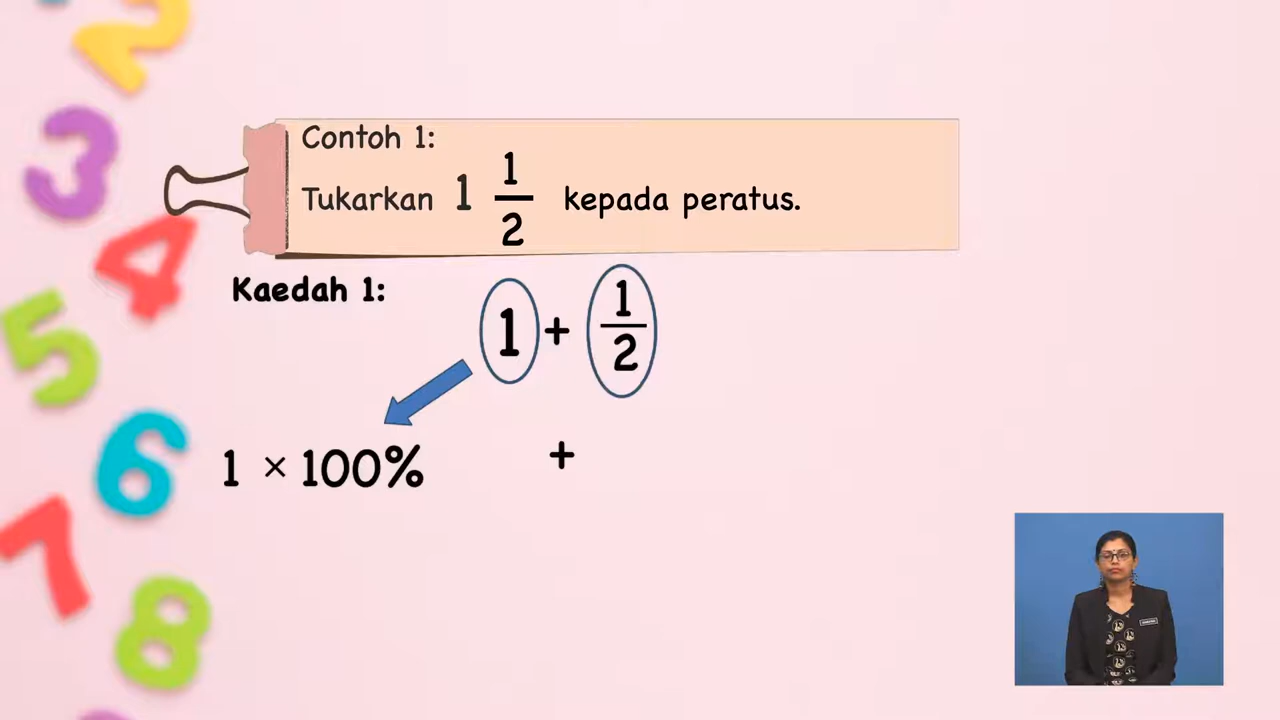 Contoh 1:
Tukarkan 1 1/2 kepada peratus.
Kaedah 1:
1 + 1/2
1 × 100% +